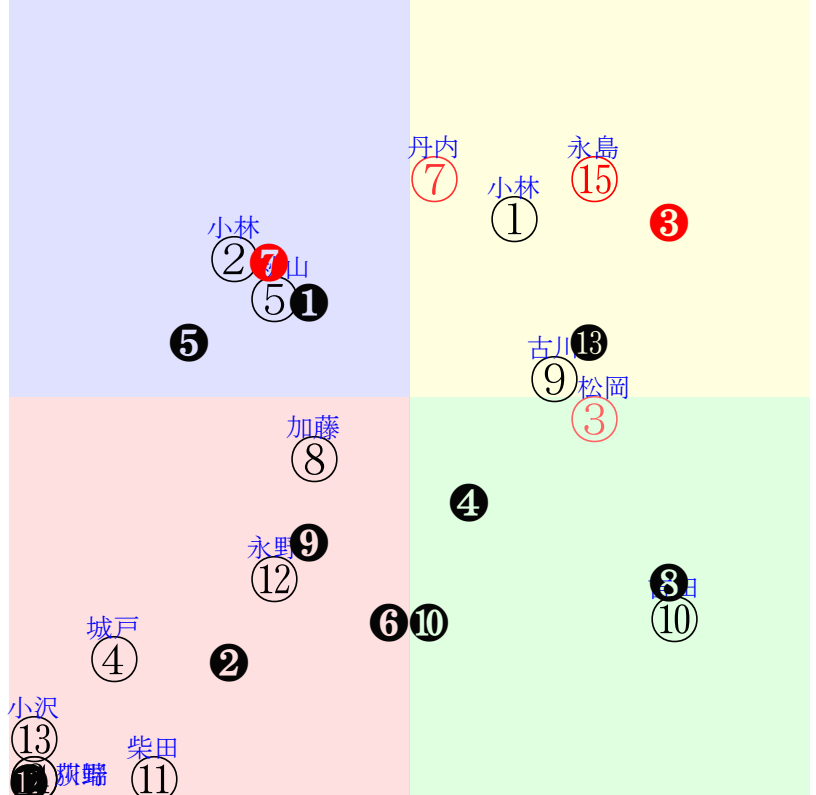 丹内
永島
⑦
⑮
小林
①
❸
小林
②
❼
山
⑤
❶
❺
⓭
古川
⑨
松岡
③
加藤
⑧
❹
永野
❾
⑫
❽
田
⑩
城戸
④
❻
❿
❷
小沢
⑬
柴田
⑪